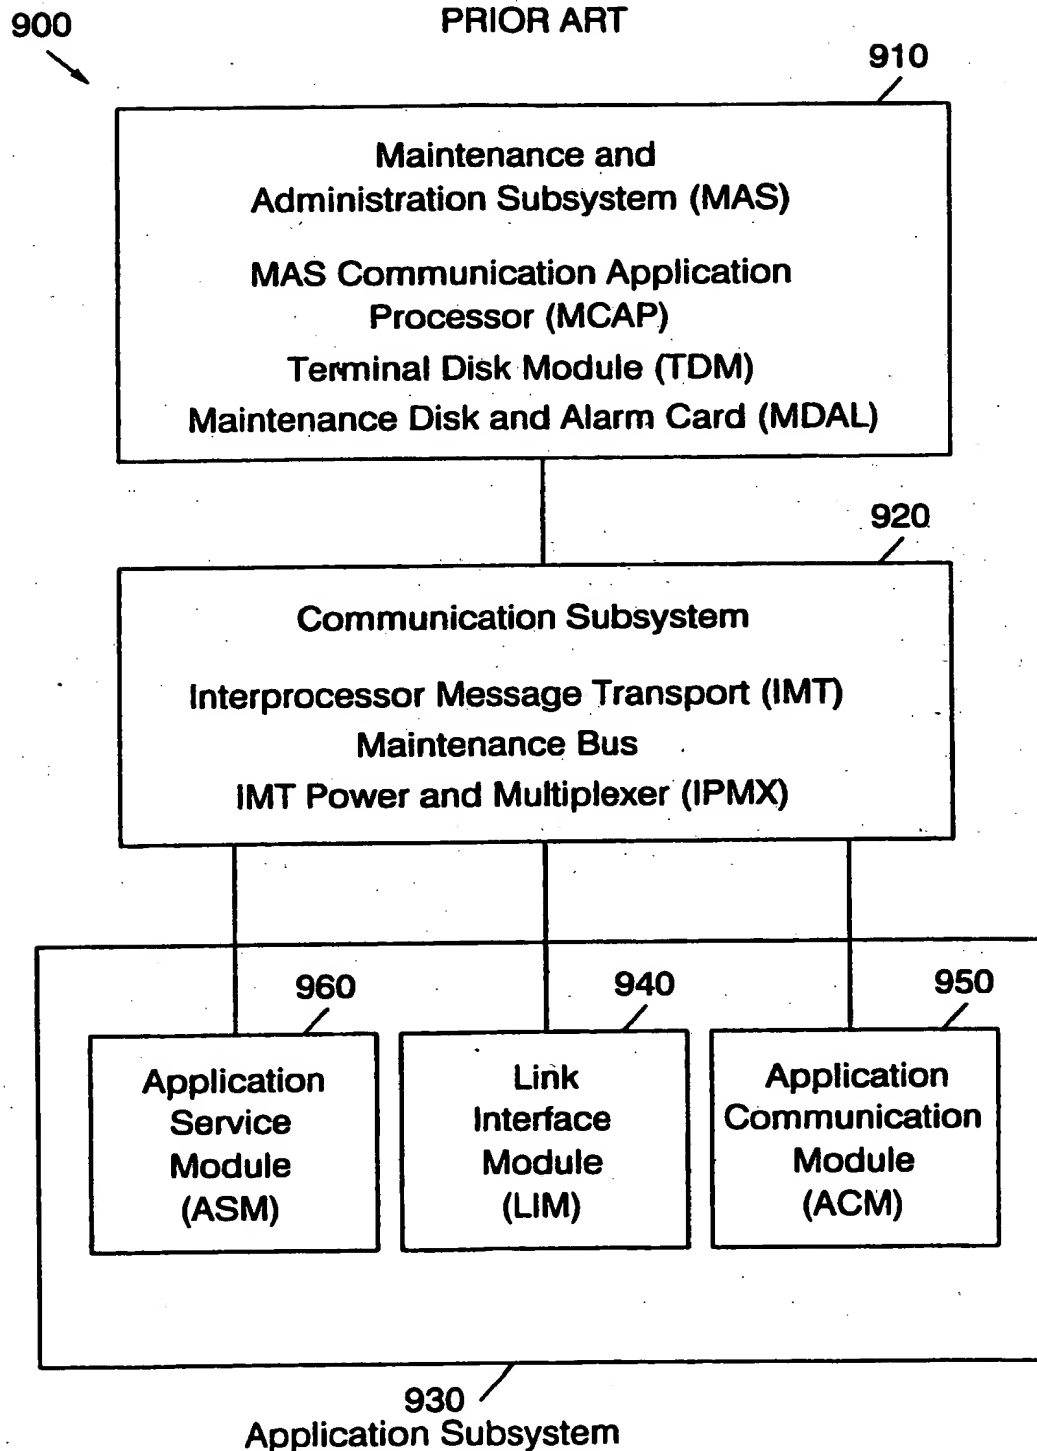 PRIOR ART
900
910
Maintenance and
Administration Subsystem (MAS)
MAS Communication Application
Processor (MCAP)
Terminal Disk Module (TDM)
Maintenance Disk and Alarm Card (MDAL)
920
Communication Subsystem
Interprocessor Message Transport (IMT)
Maintenance Bus
IMT Power and Multiplexer (IPMX)
960
Application
Service
Module
(ASM)
940
Link
Interface
Module
(LIM)
950
Application
Communication
Module
(ACM)
930
Application Subsystem